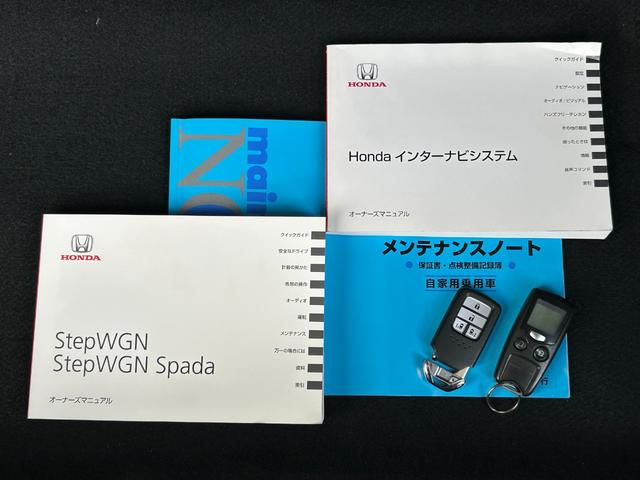 HONDA
Honda インターナビシステム
オーナーズマニュアル
クイックガイド
設定
ナビゲーション
オーディオ/ビジュアル
ハンズフリーテレホン
その他の機能
困ったときは
情報
音声コマンド
索引
main
NO
メンテナンスノート
保証書・点検整備記録簿
自家用乗用車
行
HONDA
StepWGN
StepWGN Spada
オーナーズマニュアル
クイックガイド
安全なドライブ
計器の見かた
各部の操作
オーディオ
運転
メンテナンス
万一の場合には
資料
索引